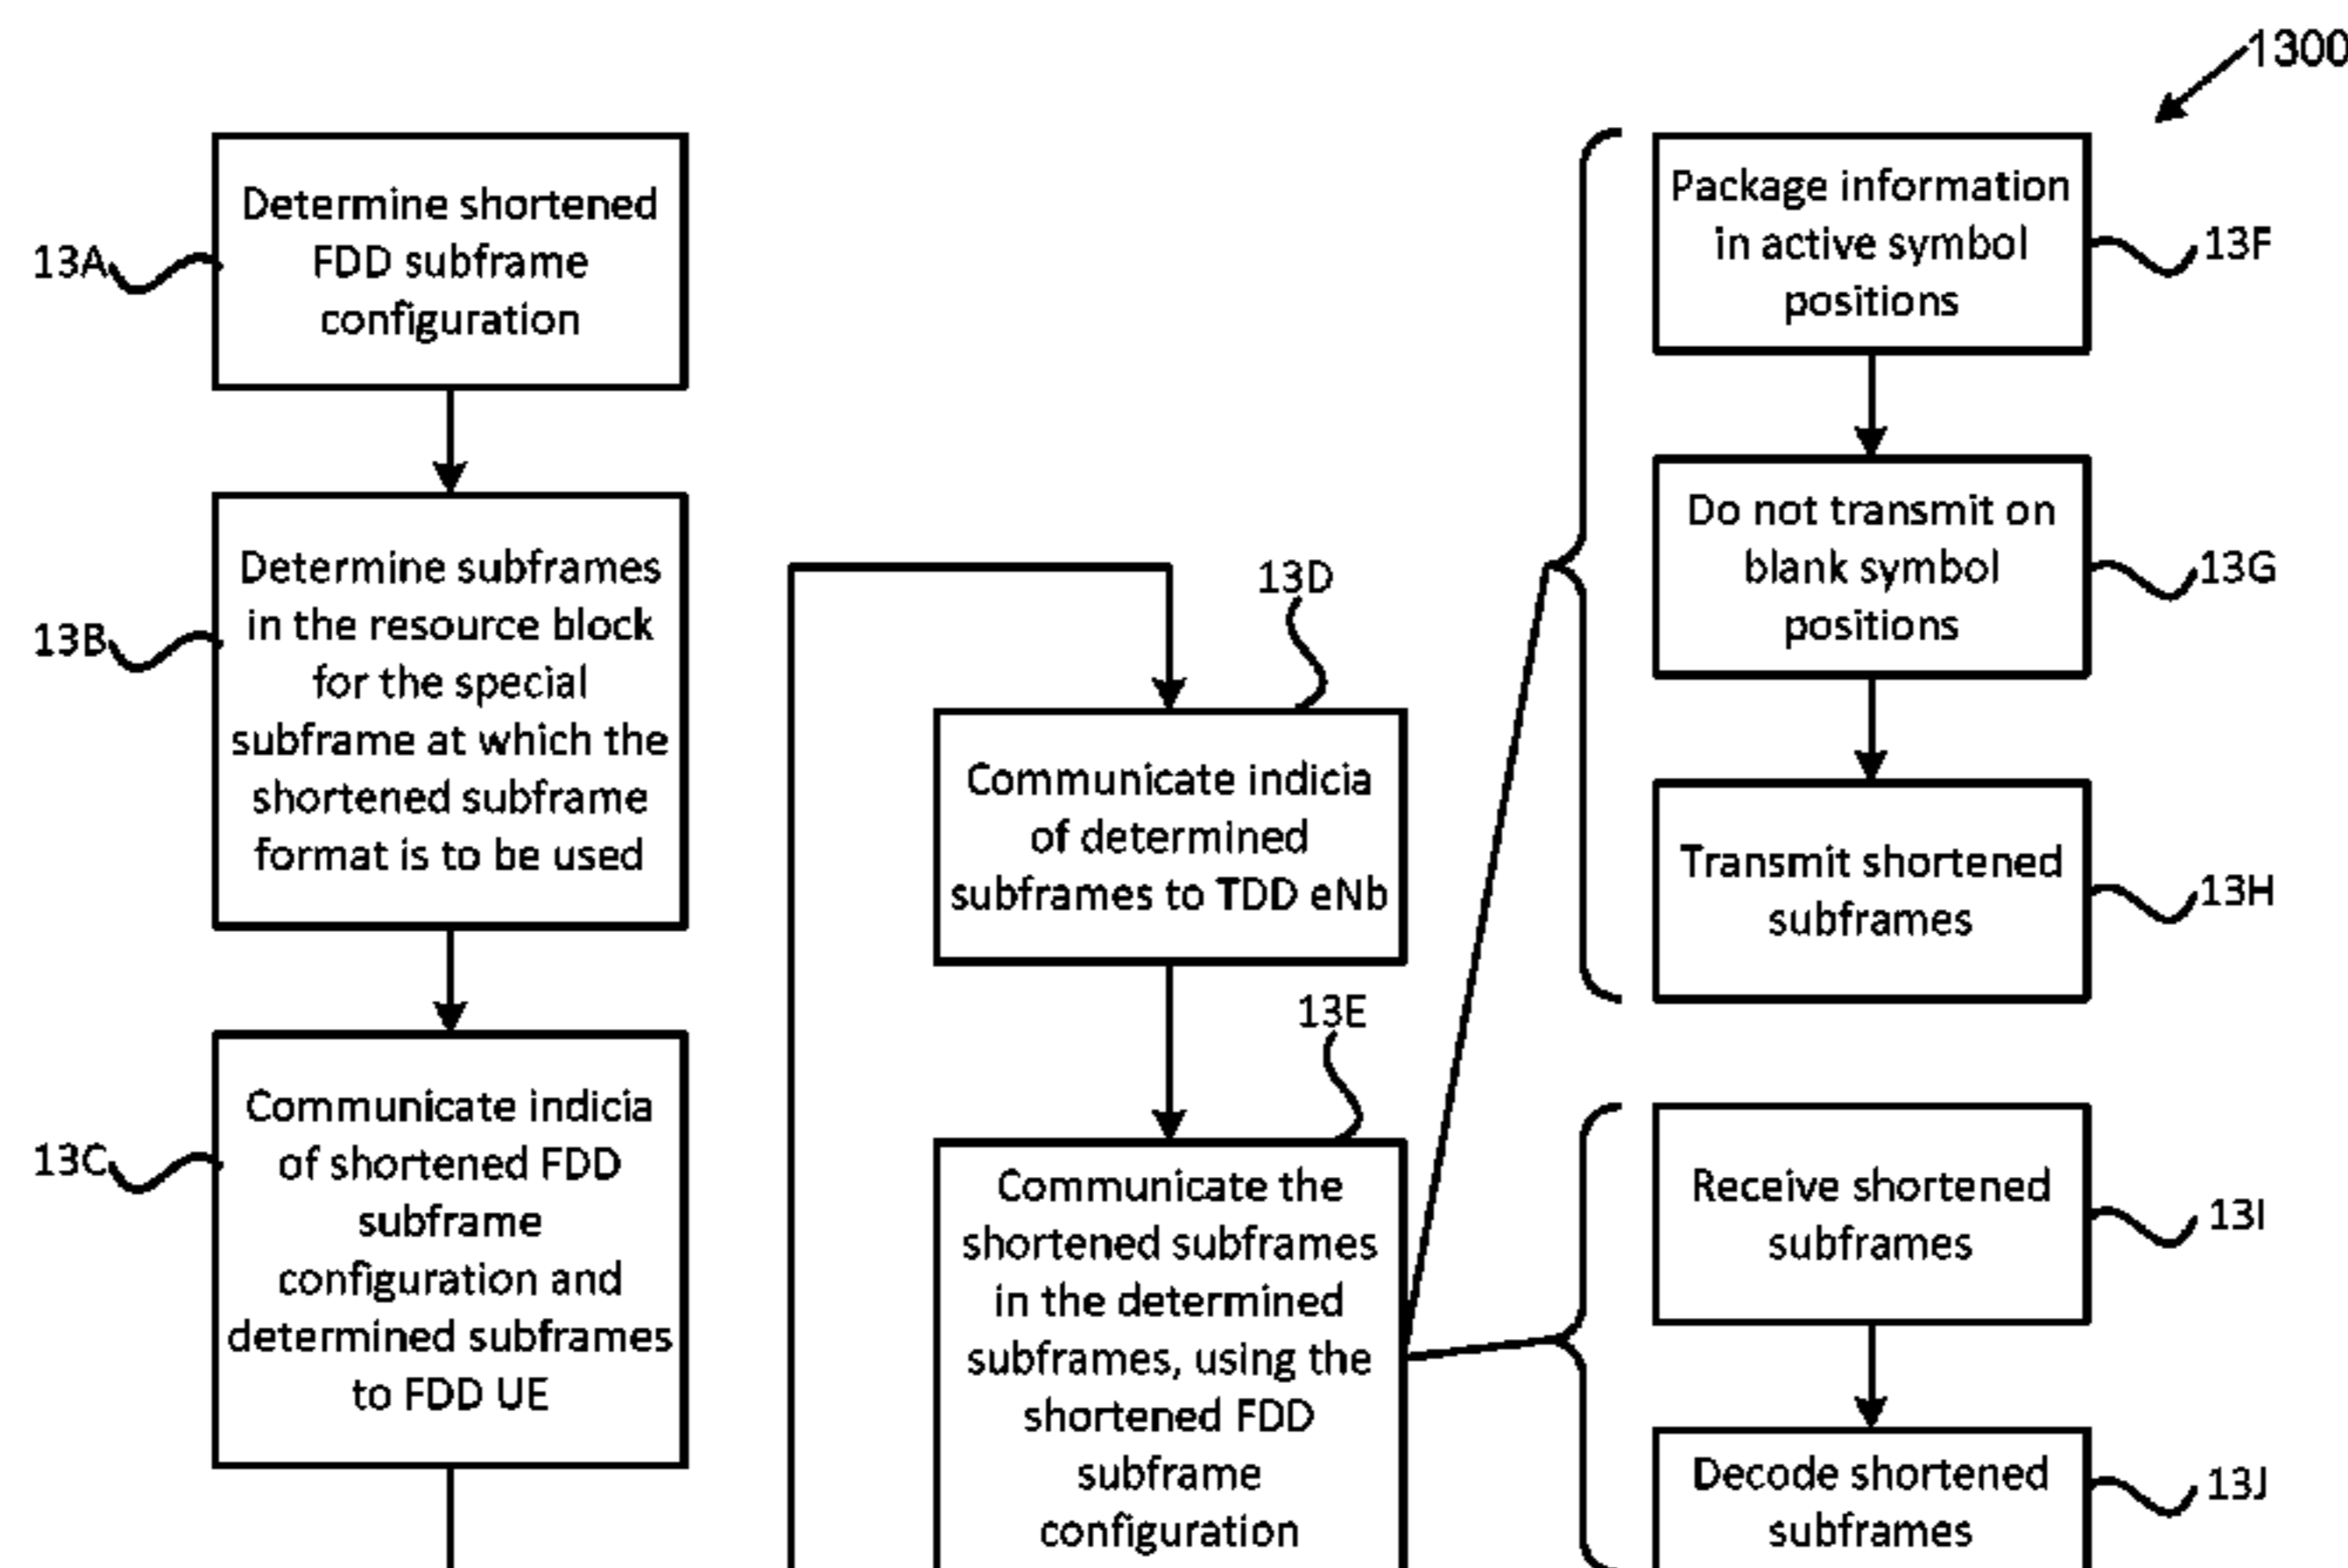 1300
13A
Determine shortened
FDD subframe
configuration
13B
Determine subframes
in the resource block
for the special
subframe at which the
shortened subframe
format is to be used
13C
Communicate indicia
of shortened FDD
subframe
configuration and
determined subframes
to FDD UE
13D
Communicate indicia
of determined
subframes to TDD eNb
13E
Communicate the
shortened subframes
in the determined
subframes, using the
shortened FDD
subframe
configuration
Package information
in active symbol
positions
13F
Do not transmit on
blank symbol
positions
13G
Transmit shortened
subframes
13H
Receive shortened
subframes
13I
Decode shortened
subframes
13J